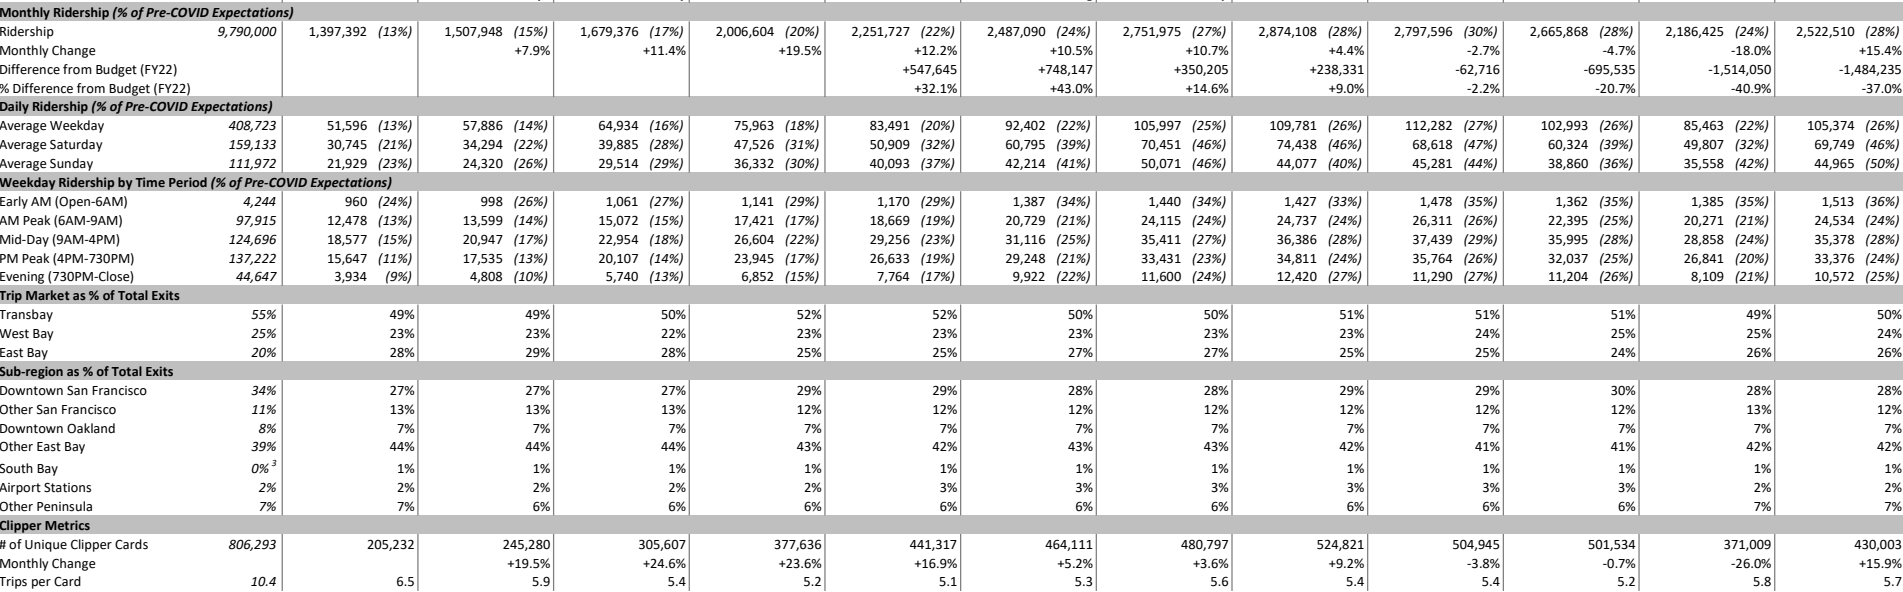 Monthly Ridership (% of Pre-COVID Expectations)
Ridership 9,790,000 1,397,392 (13%) 1,507,948 (15%) 1,679,376 (17%) 2,006,604 (20%) 2,251,727 (22%) 2,487,090 (24%) 2,751,975 (27%) 2,874,108 (28%) 2,797,596 (30%) 2,665,868 (28%) 2,186,425 (24%) 2,522,510 (28%)
Monthly Change +7.9% +11.4% +19.5% +12.2% +10.5% +10.7% +4.4% -2.7% -4.7% -18.0% +15.4%
Difference from Budget (FY22) +547,645 +748,147 +350,205 +238,331 -62,716 -695,535 -1,514,050 -1,484,235
% Difference from Budget (FY22) +32.1% +43.0% +14.6% +9.0% -2.2% -20.7% -40.9% -37.0%
Daily Ridership (% of Pre-COVID Expectations)
Average Weekday 408,723 51,596 (13%) 57,886 (14%) 64,934 (16%) 75,963 (18%) 83,491 (20%) 92,402 (22%) 105,997 (25%) 109,781 (26%) 112,282 (27%) 102,993 (26%) 85,463 (22%) 105,374 (26%)
Average Saturday 159,133 30,745 (21%) 34,294 (22%) 39,885 (28%) 47,526 (31%) 50,909 (32%) 60,795 (39%) 70,451 (46%) 74,438 (46%) 68,618 (47%) 60,324 (39%) 49,807 (32%) 69,749 (46%)
Average Sunday 111,972 21,929 (23%) 24,320 (26%) 29,514 (29%) 36,332 (30%) 40,093 (37%) 42,214 (41%) 50,071 (46%) 44,077 (40%) 45,281 (44%) 38,860 (36%) 35,558 (42%) 44,965 (50%)
Weekday Ridership by Time Period (% of Pre-COVID Expectations)
Early AM (Open-6AM) 4,244 960 (24%) 998 (26%) 1,061 (27%) 1,141 (29%) 1,170 (29%) 1,387 (34%) 1,440 (34%) 1,427 (33%) 1,478 (35%) 1,362 (35%) 1,385 (35%) 1,513 (36%)
AM Peak (6AM-9AM) 97,915 12,478 (13%) 13,599 (14%) 15,072 (15%) 17,421 (17%) 18,669 (19%) 20,729 (21%) 24,115 (24%) 24,737 (24%) 26,311 (26%) 22,395 (25%) 20,271 (21%) 24,534 (24%)
Mid-Day (9AM-4PM) 124,696 18,577 (15%) 20,947 (17%) 22,954 (18%) 26,604 (22%) 29,256 (23%) 31,116 (25%) 35,411 (27%) 36,386 (28%) 37,439 (29%) 35,995 (28%) 28,858 (24%) 35,378 (28%)
PM Peak (4PM-730PM) 137,222 15,647 (11%) 17,535 (13%) 20,107 (14%) 23,945 (17%) 26,633 (19%) 29,248 (21%) 33,431 (23%) 34,811 (24%) 35,764 (26%) 32,037 (25%) 26,841 (20%) 33,376 (24%)
Evening (730PM-Close) 44,647 3,934 (9%) 4,808 (10%) 5,740 (13%) 6,852 (15%) 7,764 (17%) 9,922 (22%) 11,600 (24%) 12,420 (27%) 11,290 (27%) 11,204 (26%) 8,109 (21%) 10,572 (25%)
Trip Market as % of Total Exits
Transbay 55% 49% 49% 50% 52% 52% 50% 50% 51% 51% 51% 49% 50%
West Bay 25% 23% 23% 22% 23% 23% 23% 23% 23% 24% 25% 25% 24%
East Bay 20% 28% 29% 28% 25% 25% 27% 27% 25% 25% 24% 26% 26%
Sub-region as % of Total Exits
Downtown San Francisco 34% 27% 27% 27% 29% 29% 28% 28% 29% 29% 30% 28% 28%
Other San Francisco 11% 13% 13% 13% 12% 12% 12% 12% 12% 12% 12% 13% 12%
Downtown Oakland 8% 7% 7% 7% 7% 7% 7% 7% 7% 7% 7% 7% 7%
Other East Bay 39% 44% 44% 44% 43% 42% 43% 43% 42% 41% 41% 42% 42%
South Bay 0% 3 1% 1% 1% 1% 1% 1% 1% 1% 1% 1% 1% 1%
Airport Stations 2% 2% 2% 2% 2% 3% 3% 3% 3% 3% 3% 2% 2%
Other Peninsula 7% 7% 6% 6% 6% 6% 6% 6% 6% 6% 6% 7% 7%
Clipper Metrics
# of Unique Clipper Cards 806,293 205,232 245,280 305,607 377,636 441,317 464,111 480,797 524,821 504,945 501,534 371,009 430,003
Monthly Change +19.5% +24.6% +23.6% +16.9% +5.2% +3.6% +9.2% -3.8% -0.7% -26.0% +15.9%
Trips per Card 10.4 6.5 5.9 5.4 5.2 5.1 5.3 5.6 5.4 5.4 5.2 5.8 5.7